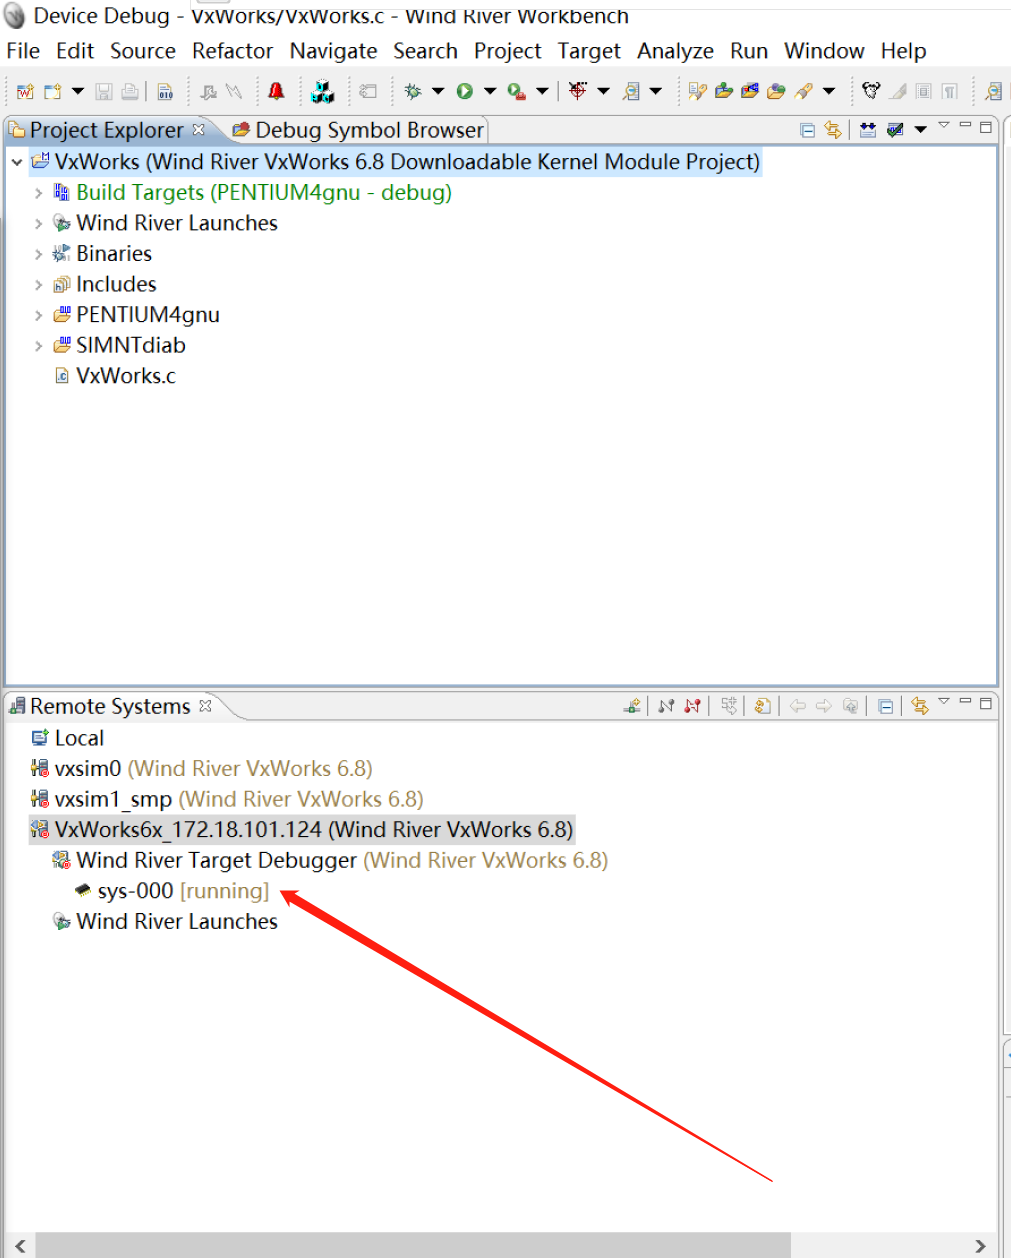 Device Debug - VxWorks/VxWorks.c - Wind River Workbench
File Edit Source Refactor Navigate Search Project Target Analyze Run Window Help
Project Explorer Debug Symbol Browser
VxWorks (Wind River VxWorks 6.8 Downloadable Kernel Module Project)
Build Targets (PENTIUM4gnu - debug)
Wind River Launches
Binaries
Includes
PENTIUM4gnu
SIMNTdiab
VxWorks.c
Remote Systems
Local
vxsim0 (Wind River VxWorks 6.8)
vxsim1_smp (Wind River VxWorks 6.8)
VxWorks6x_172.18.101.124 (Wind River VxWorks 6.8)
Wind River Target Debugger (Wind River VxWorks 6.8)
sys-000 [running]
Wind River Launches